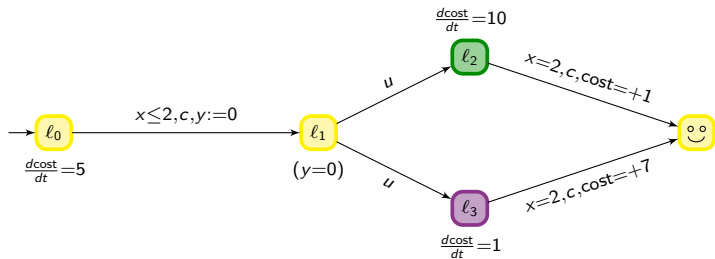 dcost/dt=10
ℓ2
x=2,c,cost=+1
u
x≤2,c,y:=0
ℓ0
ℓ1
dcost/dt=5
(y=0)
u
x=2,c,cost=+7
ℓ3
dcost/dt=1